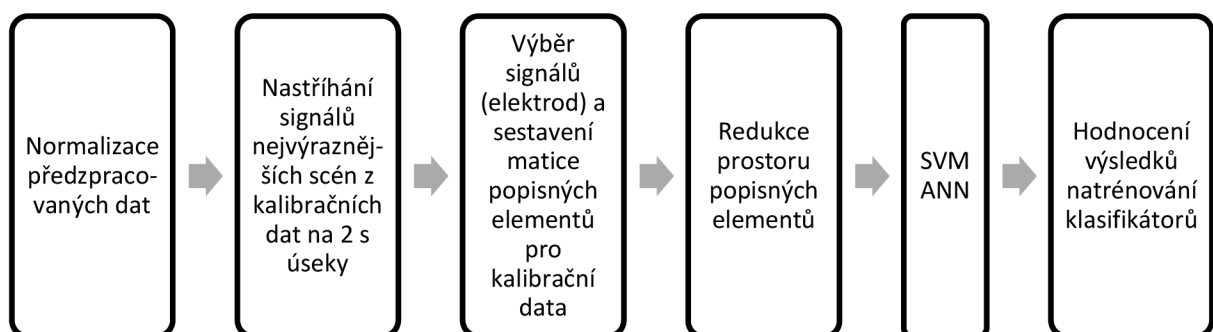 Normalizace
předzpraco-
vaných dat
Nastříhání
signálů
nejvýrazněj-
ších scén z
kalibračních
dat na 2 s
úseky
Výběr
signálů
(elektrod) a
sestavení
matice
popisných
elementů
pro
kalibrační
data
Redukce
prostoru
popisných
elementů
SVM
ANN
Hodnocení
výsledků
natrénování
klasifikátorů